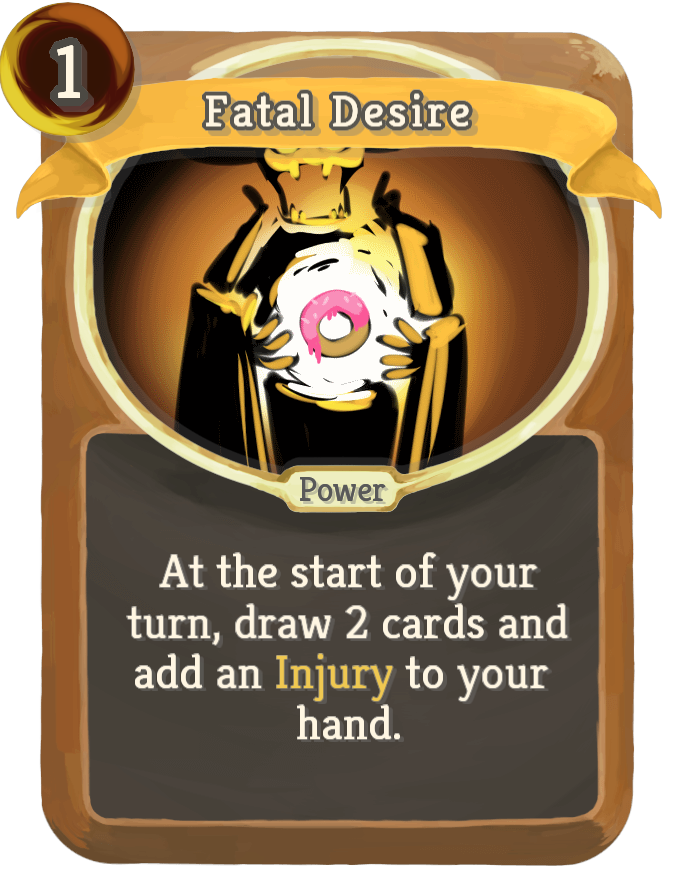 1
Fatal Desire
Power
At the start of your
turn, draw 2 cards and
add an Injury to your
hand.